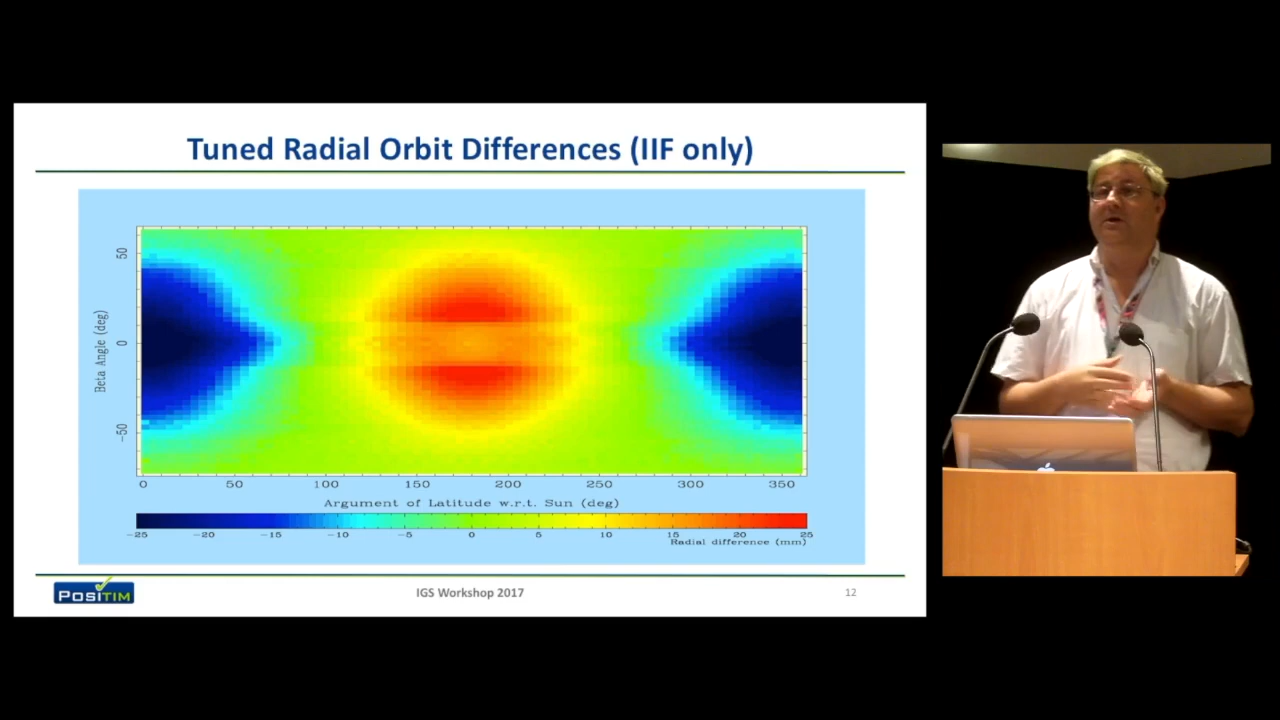 Tuned Radial Orbit Differences (IIF only)
Beta Angle (deg)
50
0
−50
0 50 100 150 200 250 300 350
Argument of Latitude w.r.t. Sun (deg)
−25 −20 −15 −10 −5 0 5 10 15 20 25
Radial difference (mm)
POSITIM
IGS Workshop 2017
12